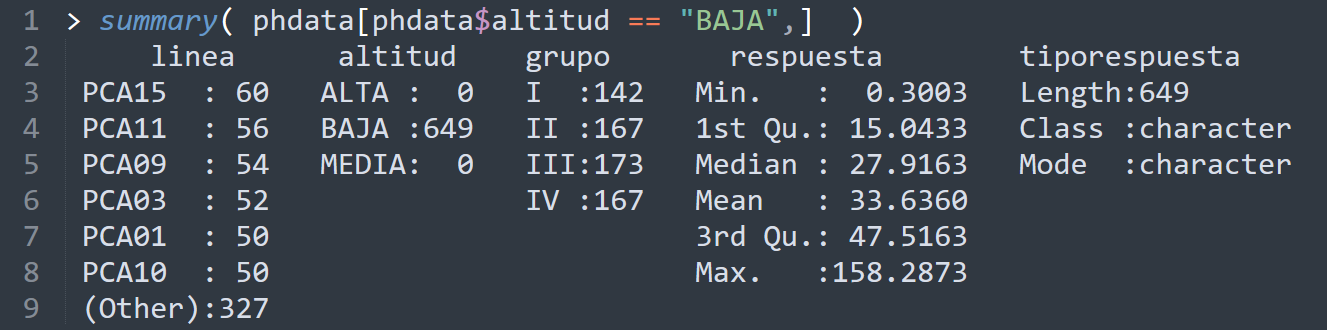 1 > summary( phdata[phdata$altitud == "BAJA",]  )
2     linea      altitud    grupo       respuesta        tiporespuesta
3 PCA15  : 60   ALTA :  0   I  :142   Min.   :  0.3003   Length:649
4 PCA11  : 56   BAJA :649   II :167   1st Qu.: 15.0433   Class :character
5 PCA09  : 54   MEDIA:  0   III:173   Median : 27.9163   Mode  :character
6 PCA03  : 52               IV :167   Mean   : 33.6360
7 PCA01  : 50                         3rd Qu.: 47.5163
8 PCA10  : 50                         Max.   :158.2873
9 (Other):327